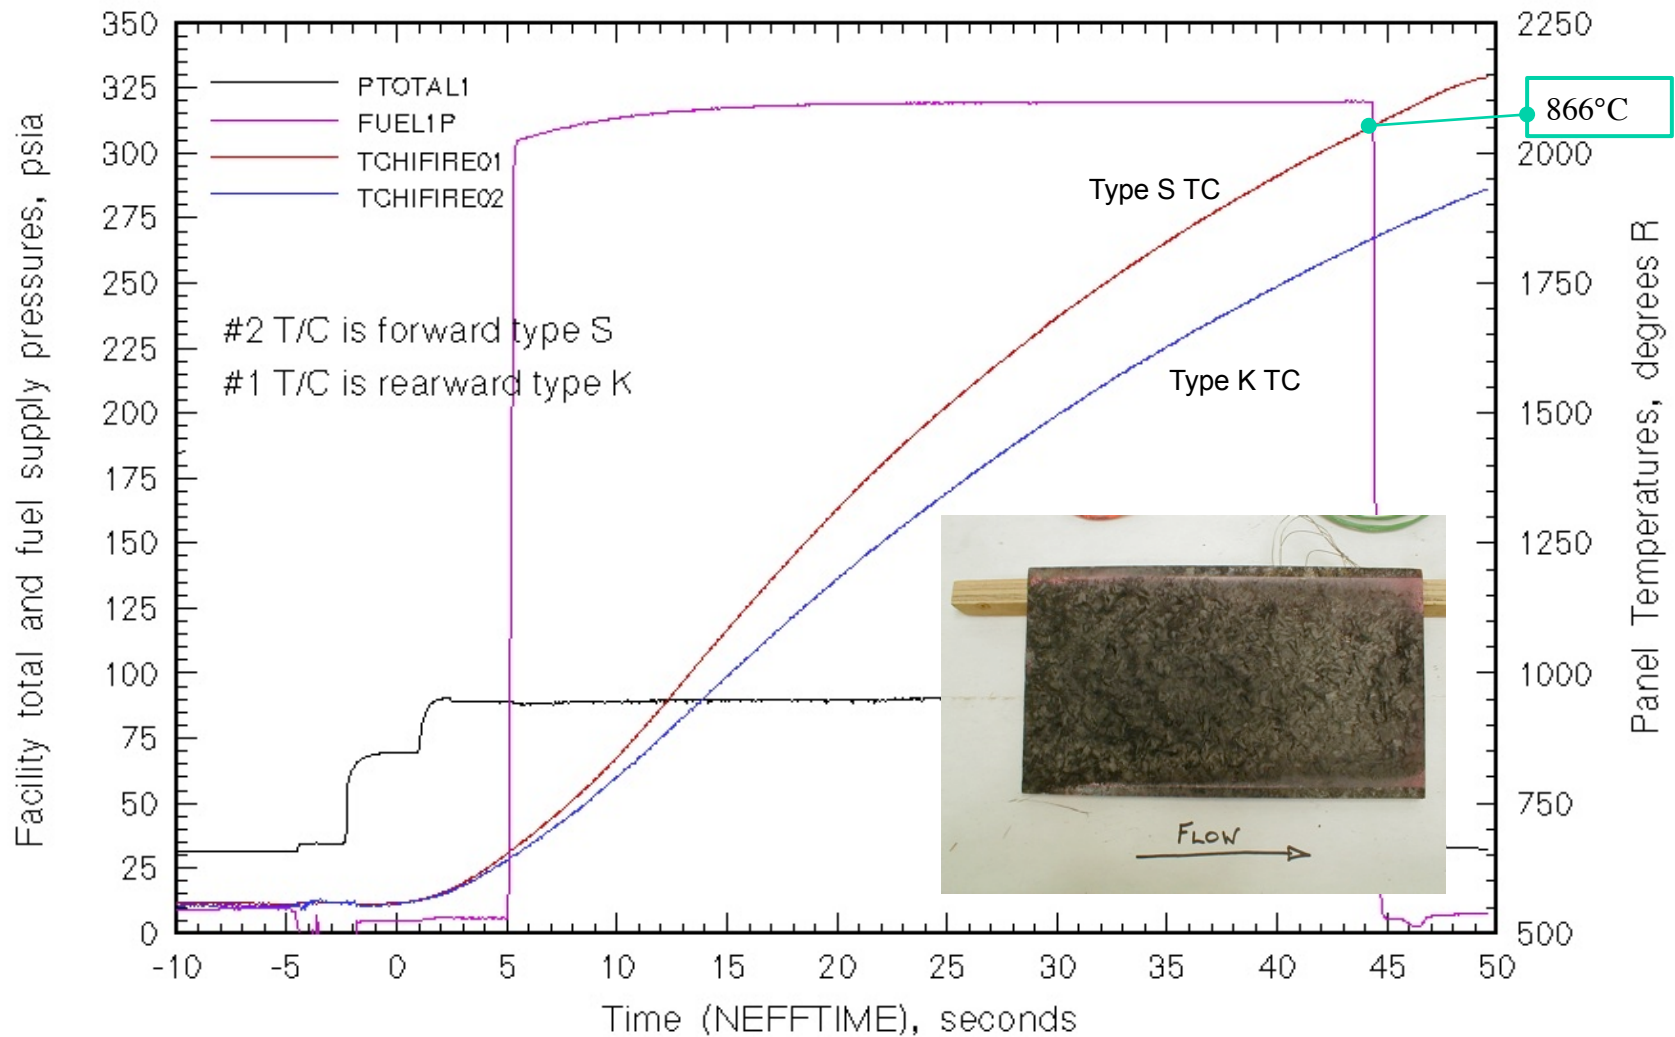 350
325
300
275
250
225
200
175
150
125
100
75
50
25
0
Facility total and fuel supply pressures, psia
PTOTAL1
FUEL1P
TCHIFIRE01
TCHIFIRE02
#2 T/C is forward type S
#1 T/C is rearward type K
Type S TC
Type K TC
866°C
FLOW
2250
2000
1750
1500
1250
1000
750
500
Panel Temperatures, degrees R
-10 -5 0 5 10 15 20 25 30 35 40 45 50
Time (NEFFTIME), seconds